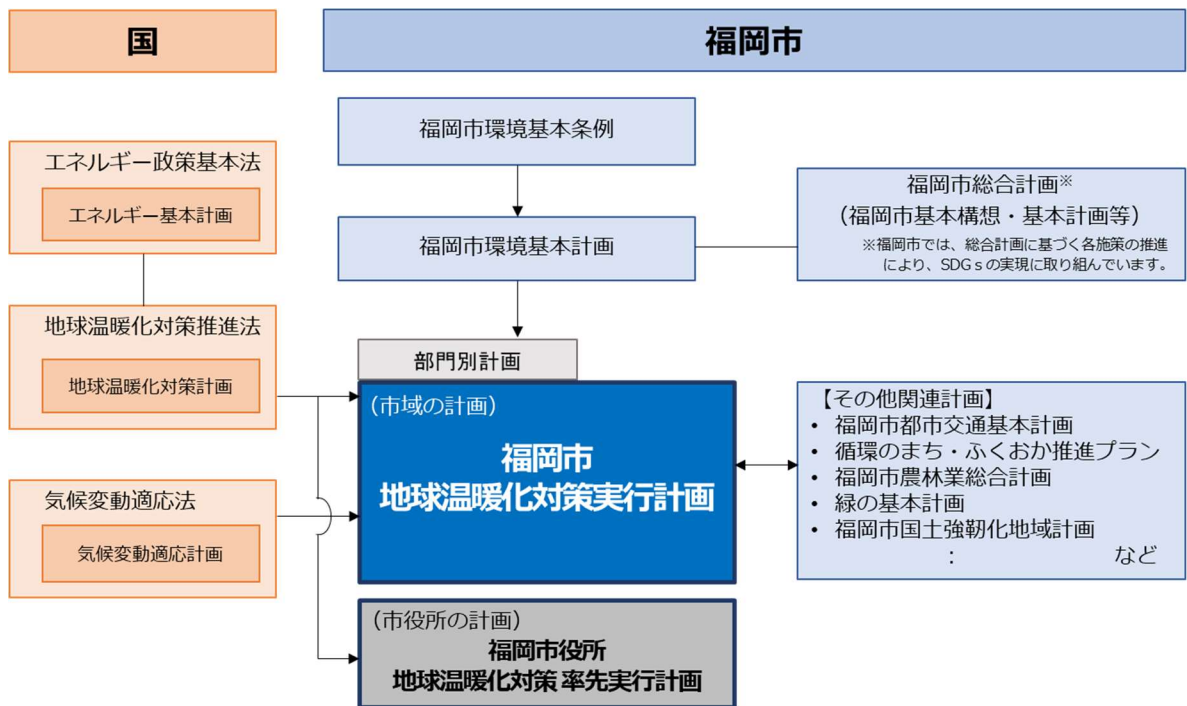 国
エネルギー政策基本法
エネルギー基本計画
地球温暖化対策推進法
地球温暖化対策計画
気候変動適応法
気候変動適応計画
福岡市
福岡市環境基本条例
福岡市環境基本計画
福岡市総合計画※
（福岡市基本構想・基本計画等）
※福岡市では、総合計画に基づく各施策の推進
により、SDGsの実現に取り組んでいます。
部門別計画
（市域の計画）
福岡市
地球温暖化対策実行計画
【その他関連計画】
• 福岡市都市交通基本計画
• 循環のまち・ふくおか推進プラン
• 福岡市農林業総合計画
• 緑の基本計画
• 福岡市国土強靭化地域計画
： など
（市役所の計画）
福岡市役所
地球温暖化対策 率先実行計画